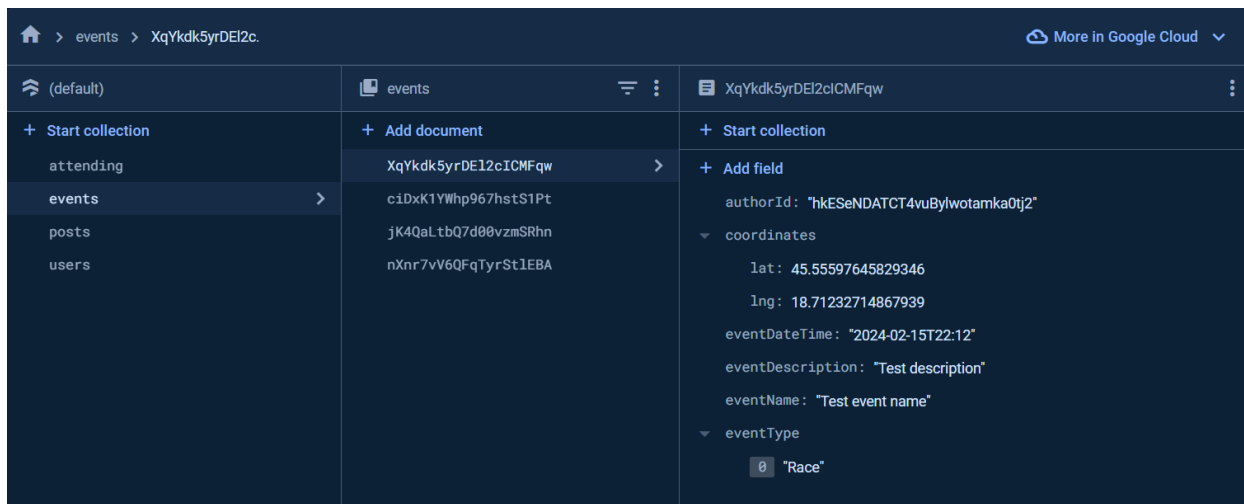 > events > XqYkdk5yrDEl2c.
More in Google Cloud
(default)
events
XqYkdk5yrDEl2cICMFqw
+ Start collection
+ Add document
+ Start collection
attending
events
posts
users
XqYkdk5yrDEl2cICMFqw
ciDxK1YWhp967hstS1Pt
jK4QaLtbQ7d00vzmSRhn
nXnr7vV6QFqTyrStlEBA
+ Add field
authorId: "hkESeNDATCT4vuBylwotamka0tj2"
coordinates
lat: 45.55597645829346
lng: 18.71232714867939
eventDateTime: "2024-02-15T22:12"
eventDescription: "Test description"
eventName: "Test event name"
eventType
0 "Race"